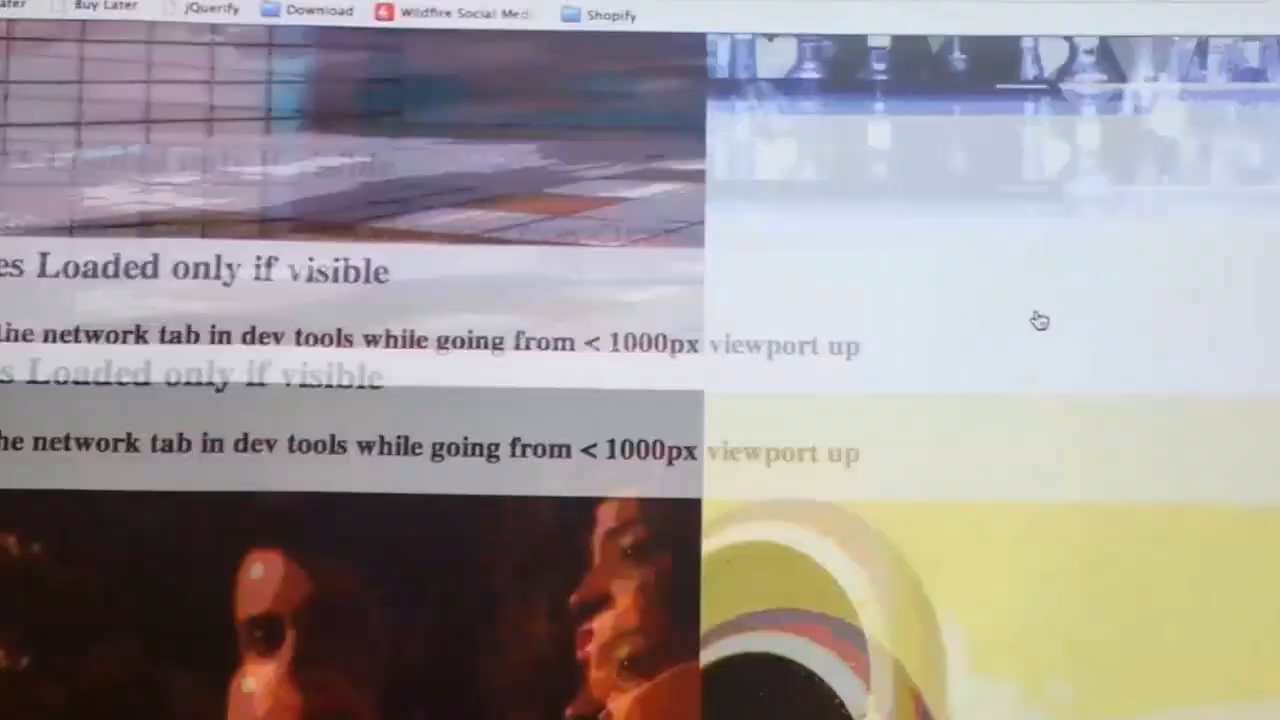 ater Buy Later jQuerify Download Wildfire Social Med Shopify
es Loaded only if visible
the network tab in dev tools while going from < 1000px viewport up
s Loaded only if visible
he network tab in dev tools while going from < 1000px viewport up